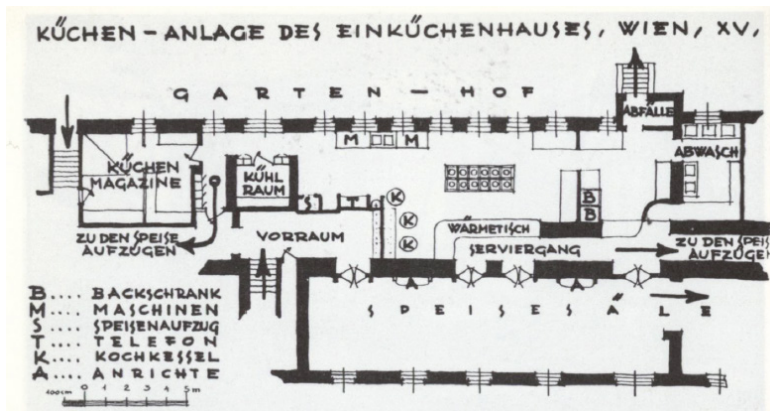 KÜCHEN – ANLAGE DES EINKÜCHENHAUSES, WIEN, XV,
GARTEN – HOF
ABFÄLLE
M M
ABWASCH
KÜCHEN
MAGAZINE
KÜHL
RAUM
S T K
B
B
K
K
WÄRMETISCH
ZU DEN SPEISE
AUFZÜGEN
VORRAUM
SERVIERGANG
ZU DEN SPEISE
AUFZÜGEN
A A
SPEISESÄLE
B .... BACKSCHRANK
M .... MASCHINEN
S .... SPEISENAUFZUG
T .... TELEFON
K .... KOCHKESSEL
A .... ANRICHTE
100cm 0 1 2 3 4 5m